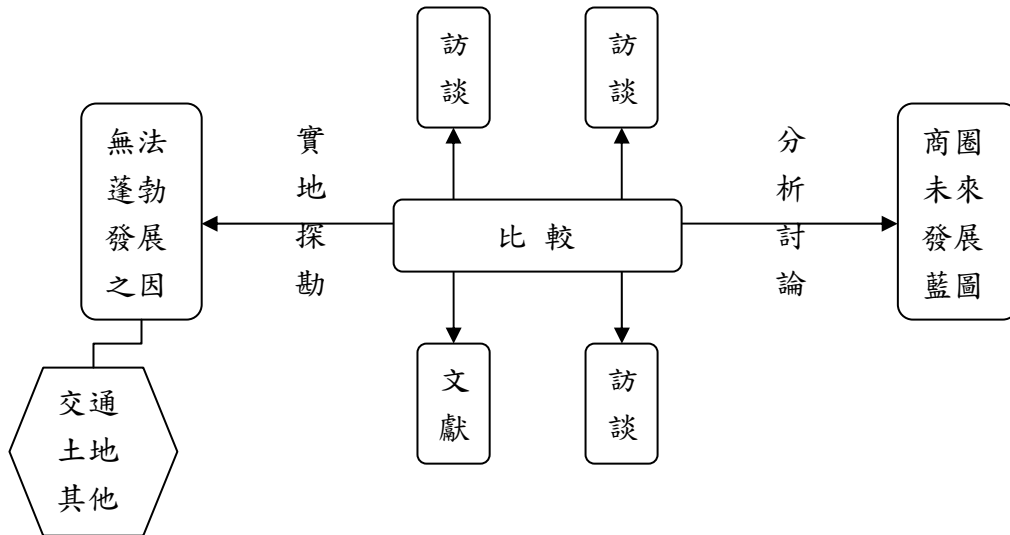 訪談
訪談
無法
蓬勃
發展
之因
實地探勘
比較
分析討論
商圈
未來
發展
藍圖
文獻
訪談
交通
土地
其他